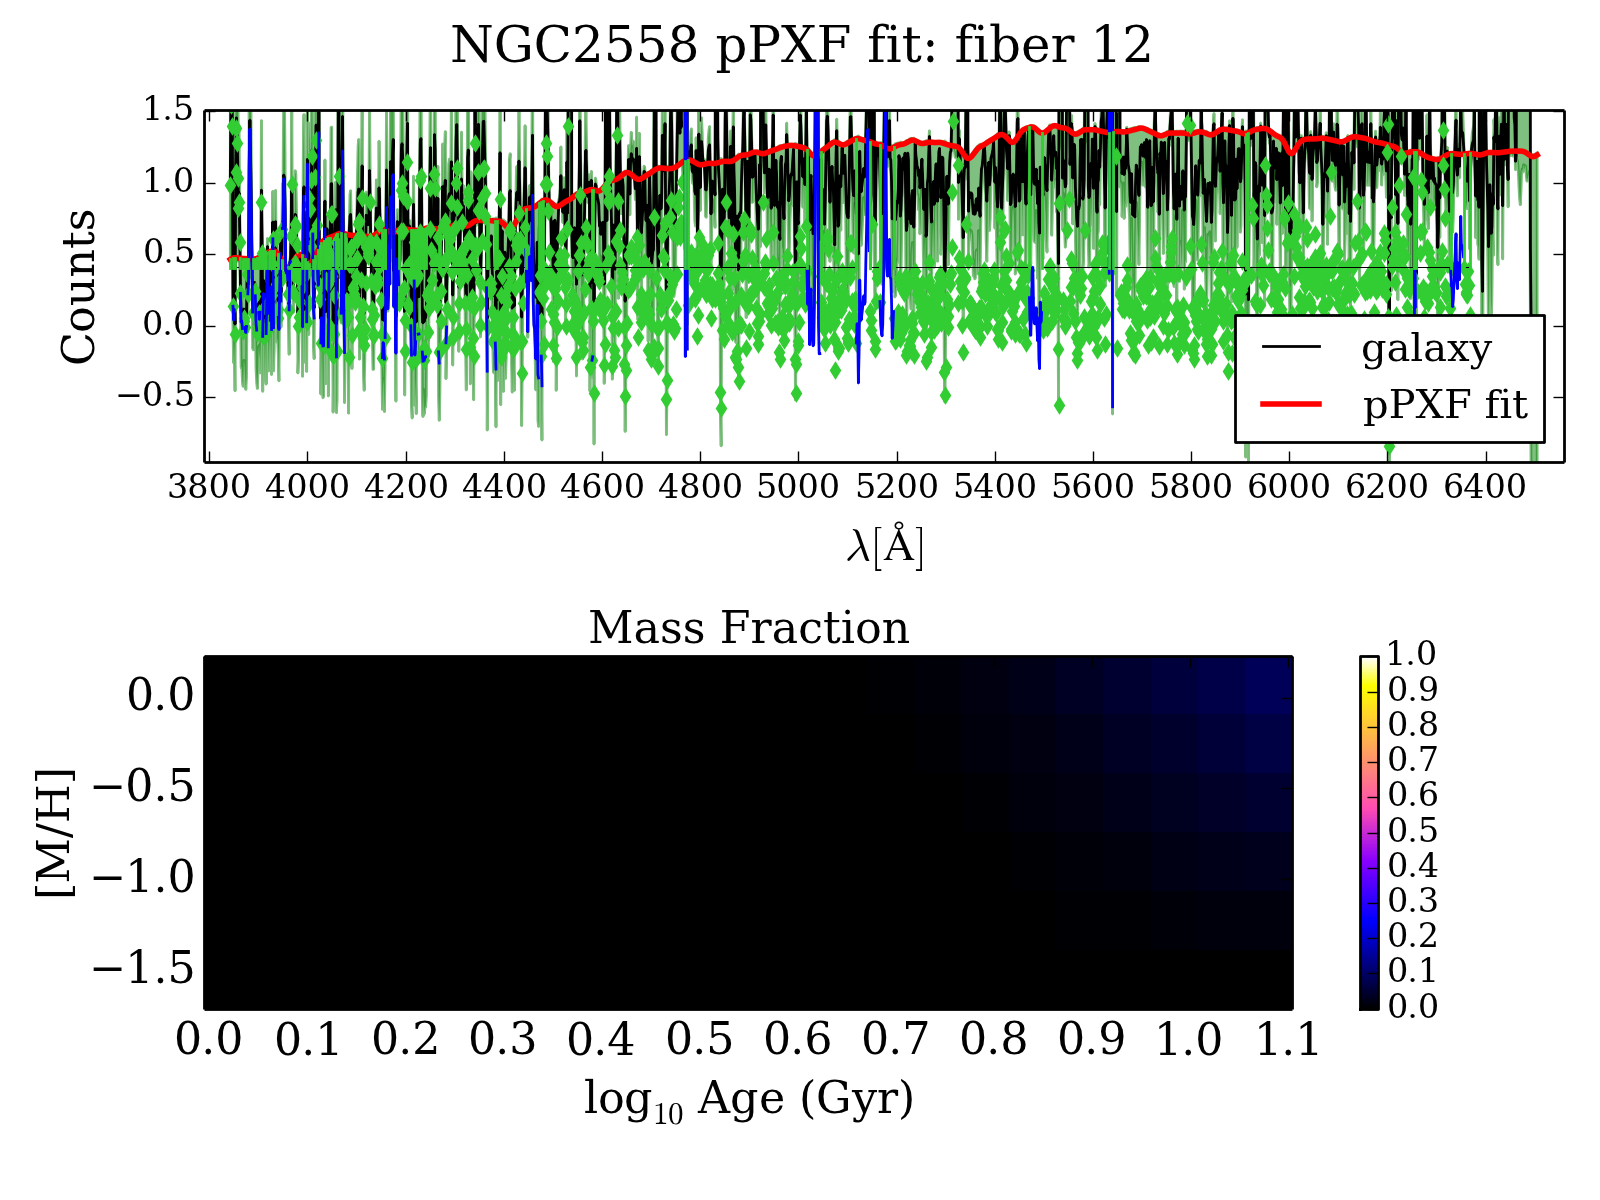 NGC2558 pPXF fit: fiber 12
1.5
1.0
0.5
0.0
−0.5
Counts
galaxy
pPXF fit
3800 4000 4200 4400 4600 4800 5000 5200 5400 5600 5800 6000 6200 6400
λ[Å]
Mass Fraction
0.0
−0.5
−1.0
−1.5
[M/H]
1.0
0.9
0.8
0.7
0.6
0.5
0.4
0.3
0.2
0.1
0.0
0.0 0.1 0.2 0.3 0.4 0.5 0.6 0.7 0.8 0.9 1.0 1.1
log₁₀ Age (Gyr)